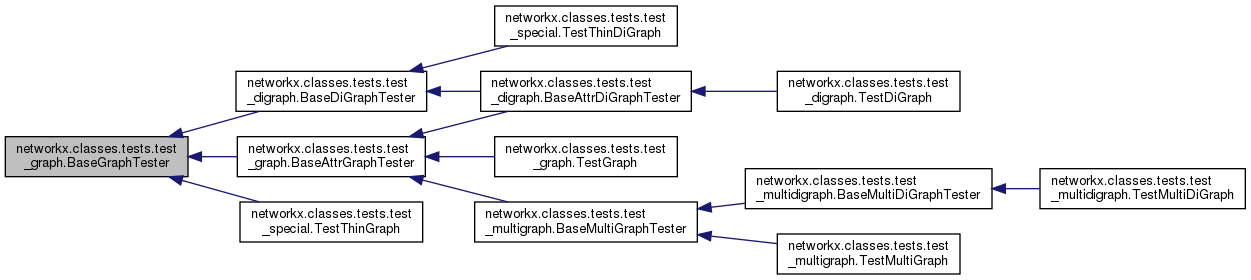 networkx.classes.tests.test
_graph.BaseGraphTester
networkx.classes.tests.test
_digraph.BaseDiGraphTester
networkx.classes.tests.test
_graph.BaseAttrGraphTester
networkx.classes.tests.test
_special.TestThinGraph
networkx.classes.tests.test
_special.TestThinDiGraph
networkx.classes.tests.test
_digraph.BaseAttrDiGraphTester
networkx.classes.tests.test
_graph.TestGraph
networkx.classes.tests.test
_multigraph.BaseMultiGraphTester
networkx.classes.tests.test
_digraph.TestDiGraph
networkx.classes.tests.test
_multidigraph.BaseMultiDiGraphTester
networkx.classes.tests.test
_multigraph.TestMultiGraph
networkx.classes.tests.test
_multidigraph.TestMultiDiGraph